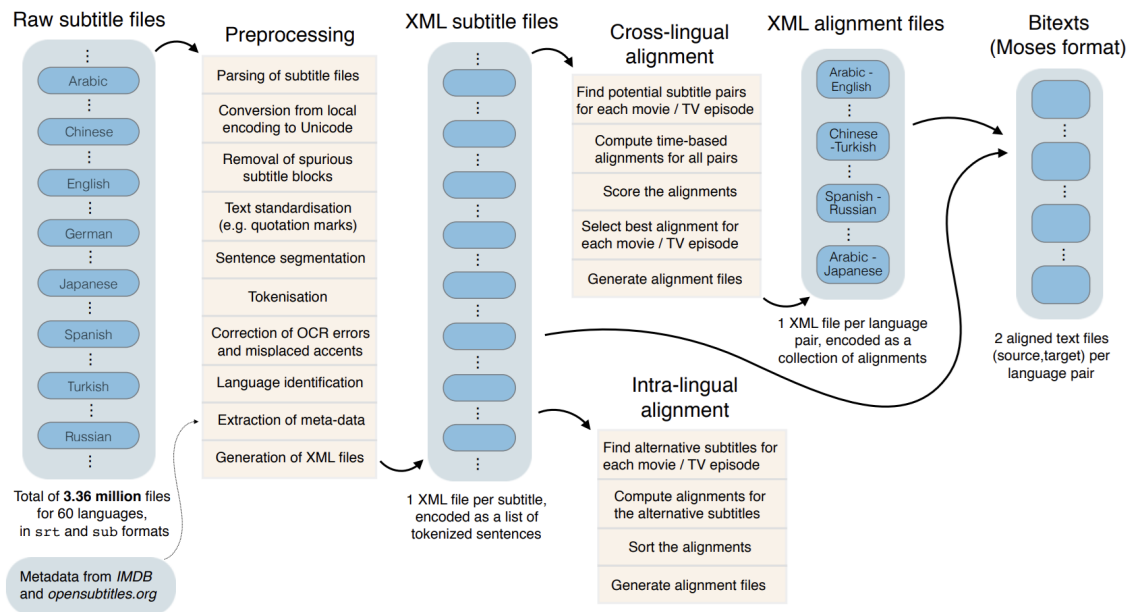 Raw subtitle files
⋮
Arabic
⋮
Chinese
⋮
English
⋮
German
⋮
Japanese
⋮
Spanish
⋮
Turkish
⋮
Russian
⋮
Total of 3.36 million files
for 60 languages,
in srt and sub formats
Metadata from IMDB
and opensubtitles.org
Preprocessing
Parsing of subtitle files
Conversion from local
encoding to Unicode
Removal of spurious
subtitle blocks
Text standardisation
(e.g. quotation marks)
Sentence segmentation
Tokenisation
Correction of OCR errors
and misplaced accents
Language identification
Extraction of meta-data
Generation of XML files
XML subtitle files
⋮
⋮
⋮
⋮
⋮
⋮
⋮
⋮
⋮
1 XML file per subtitle,
encoded as a list of
tokenized sentences
Cross-lingual
alignment
Find potential subtitle pairs
for each movie / TV episode
Compute time-based
alignments for all pairs
Score the alignments
Select best alignment for
each movie / TV episode
Generate alignment files
Intra-lingual
alignment
Find alternative subtitles for
each movie / TV episode
Compute alignments for
the alternative subtitles
Sort the alignments
Generate alignment files
XML alignment files
Arabic -
English
⋮
Chinese
-Turkish
⋮
Spanish -
Russian
⋮
Arabic -
Japanese
1 XML file per language
pair, encoded as a
collection of alignments
Bitexts
(Moses format)
⋮
⋮
⋮
2 aligned text files
(source,target) per
language pair